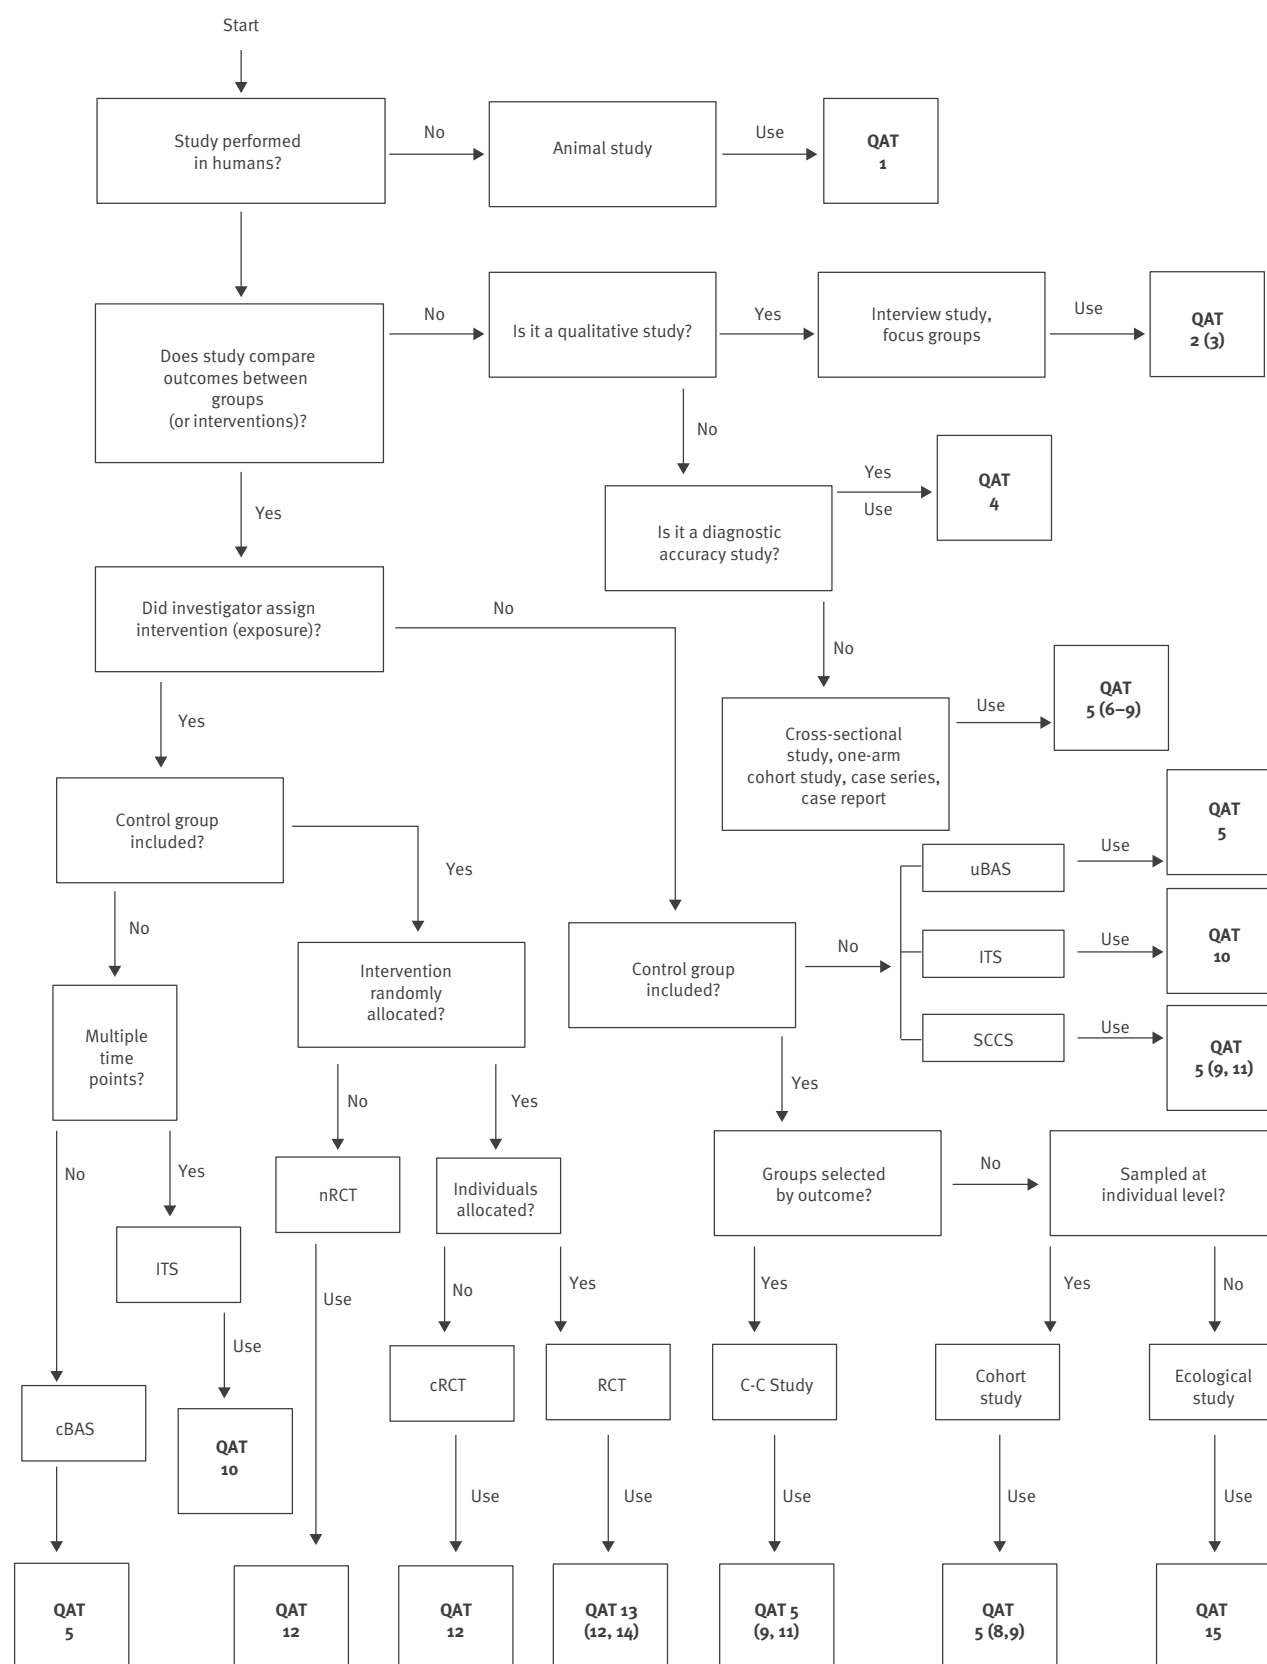 Start
Study performed
in humans?
No
Animal study
Use
QAT
1
Does study compare
outcomes between
groups
(or interventions)?
No
Is it a qualitative study?
Yes
Interview study,
focus groups
Use
QAT
2 (3)
No
Is it a diagnostic
accuracy study?
Yes
Use
QAT
4
Yes
Did investigator assign
intervention (exposure)?
No
No
Cross-sectional
study, one-arm
cohort study, case series,
case report
Use
QAT
5 (6–9)
Yes
Control group
included?
Yes
No
Multiple
time
points?
Intervention
randomly
allocated?
Control group
included?
No
uBAS
Use
QAT
5
ITS
Use
QAT
10
SCCS
Use
QAT
5 (9, 11)
No
Yes
No
Yes
Yes
ITS
Use
QAT
10
cBAS
QAT
5
nRCT
Use
QAT
12
Individuals
allocated?
No
Yes
cRCT
Use
QAT
12
RCT
Use
QAT 13
(12, 14)
Groups selected
by outcome?
No
Sampled at
individual level?
Yes
C-C Study
Use
QAT 5
(9, 11)
Yes
Cohort
study
Use
QAT
5 (8,9)
No
Ecological
study
Use
QAT
15